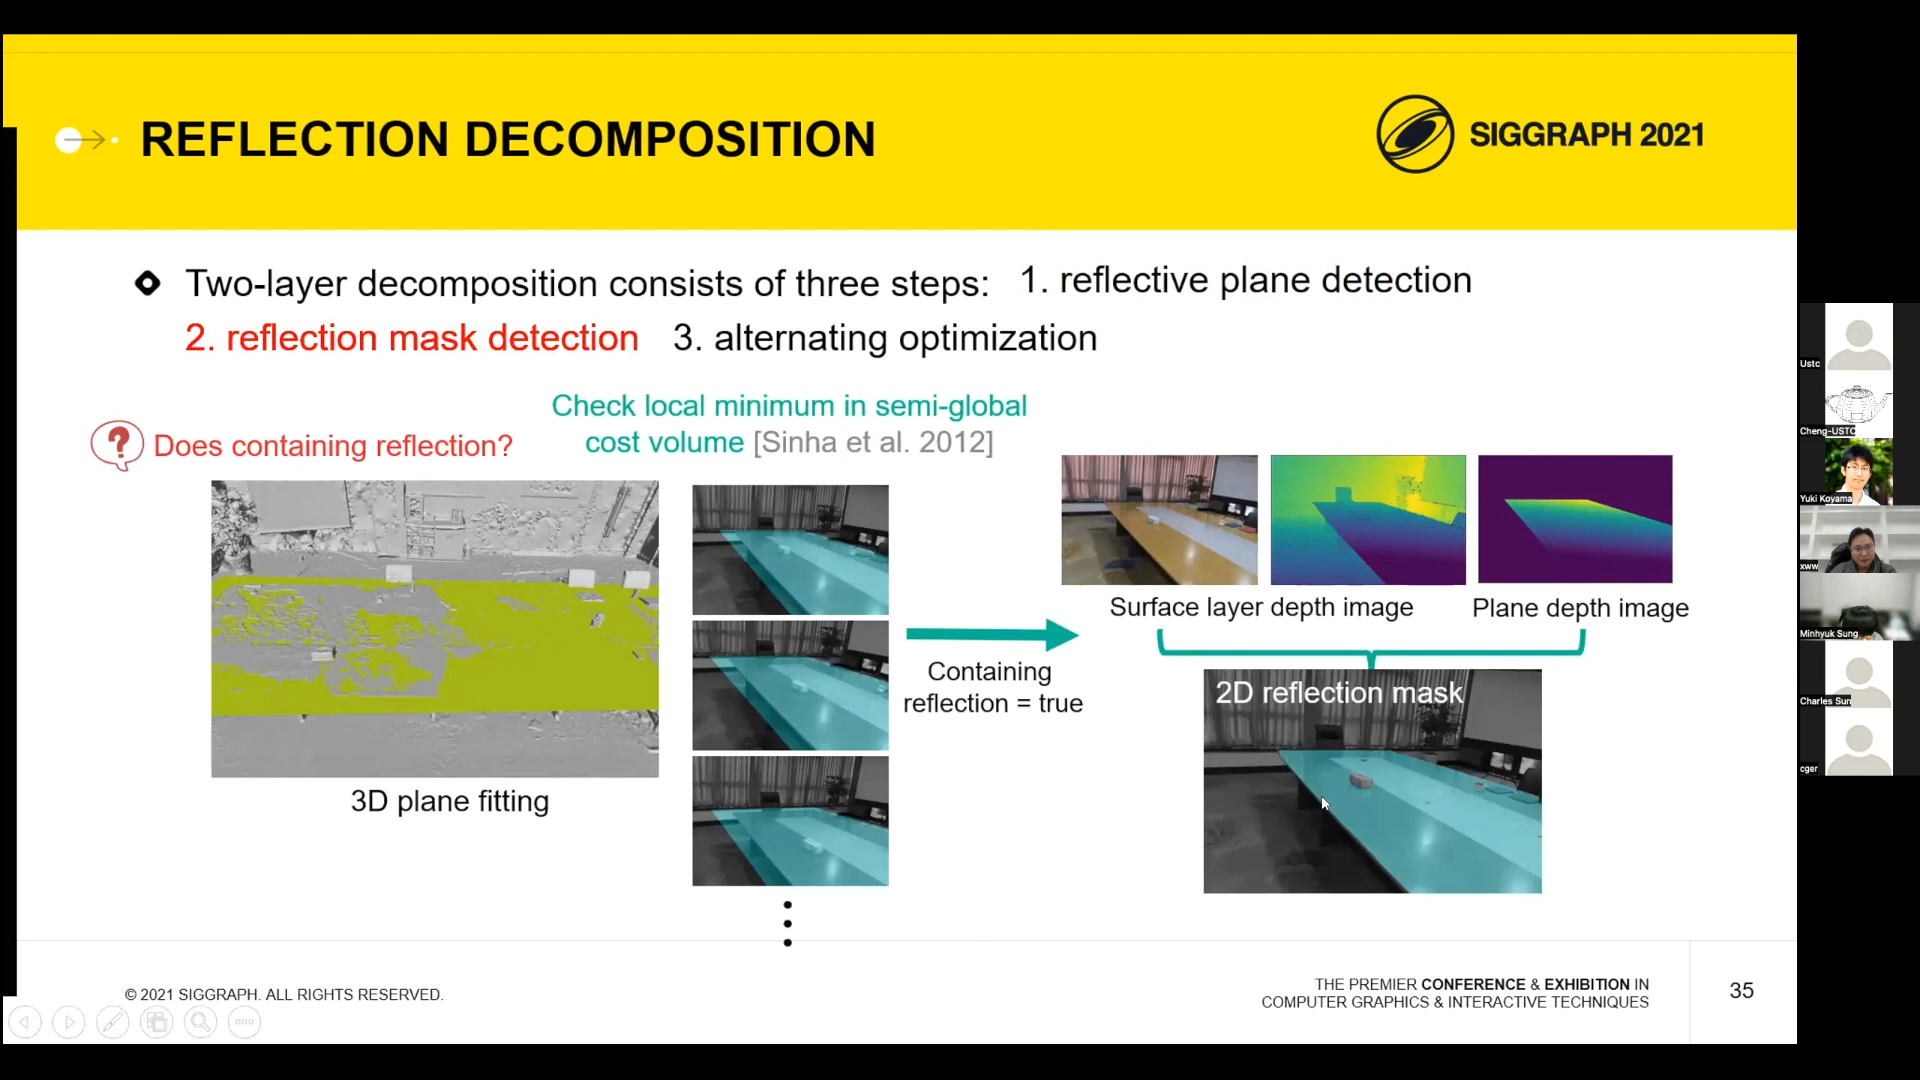 REFLECTION DECOMPOSITION
SIGGRAPH 2021
Two-layer decomposition consists of three steps: 1. reflective plane detection
2. reflection mask detection 3. alternating optimization
Check local minimum in semi-global
cost volume [Sinha et al. 2012]
? Does containing reflection?
3D plane fitting
Containing
reflection = true
Surface layer depth image
Plane depth image
2D reflection mask
© 2021 SIGGRAPH. ALL RIGHTS RESERVED.
THE PREMIER CONFERENCE & EXHIBITION IN
COMPUTER GRAPHICS & INTERACTIVE TECHNIQUES
35
Ustc
Cheng-USTC
Yuki Koyama
xww
Minhyuk Sung
Charles Sun
cger